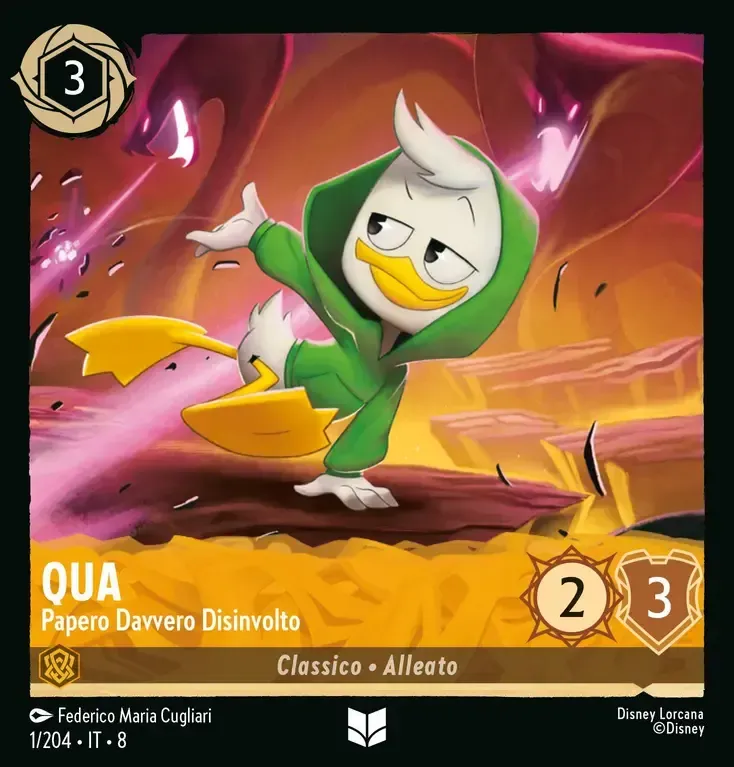 3
QUA
Papero Davvero Disinvolto
2
3
Classico • Alleato
Federico Maria Cugliari
1/204 • IT • 8
Disney Lorcana
©Disney